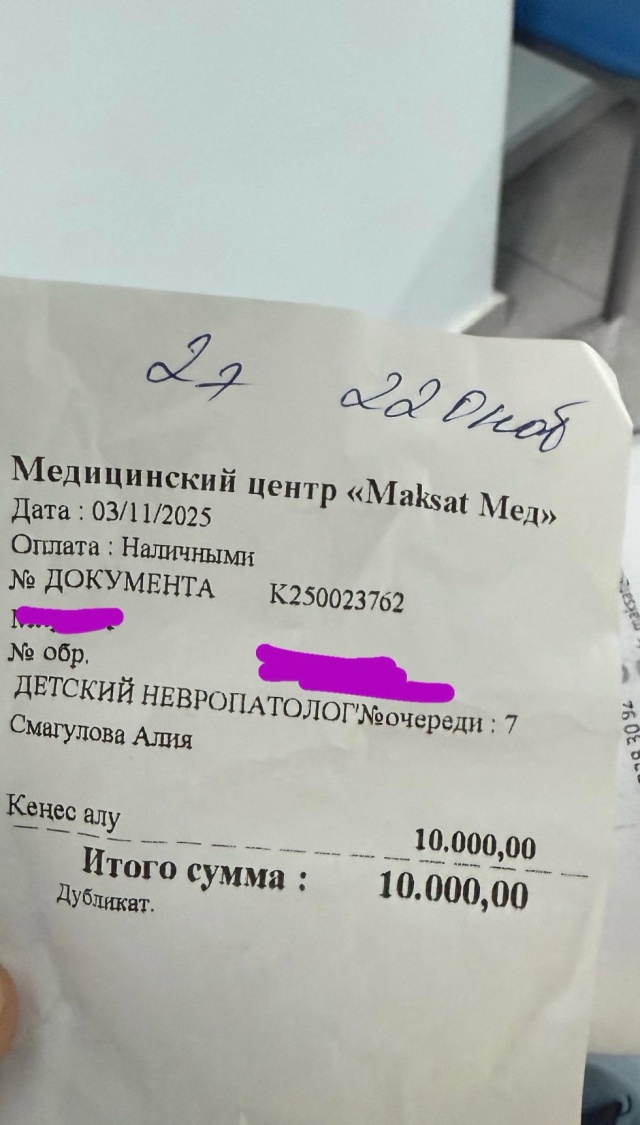 27 22 0каб
Медицинский центр «Maksat Мед»
Дата : 03/11/2025
Оплата : Наличными
№ ДОКУМЕНТА K250023762
№ обр.
ДЕТСКИЙ НЕВРОПАТОЛОГ'№очереди : 7
Смагулова Алия
Кеңес алу 10.000,00
Итого сумма : 10.000,00
Дубликат.